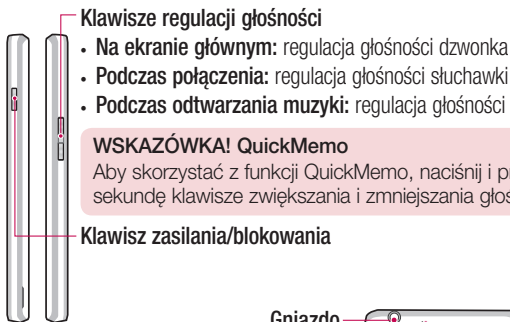 Klawisze regulacji głośności
• Na ekranie głównym: regulacja głośności dzwonka
• Podczas połączenia: regulacja głośności słuchawki
• Podczas odtwarzania muzyki: regulacja głośności
WSKAZÓWKA! QuickMemo
Aby skorzystać z funkcji QuickMemo, naciśnij i
sekundę klawisze zwiększania i zmniejszania
Klawisz zasilania/blokowania
Gniazdo